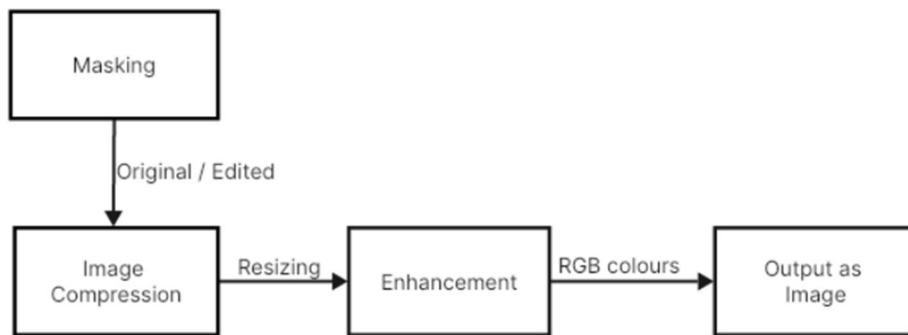 Masking
Original / Edited
Image
Compression
Resizing
Enhancement
RGB colours
Output as
Image